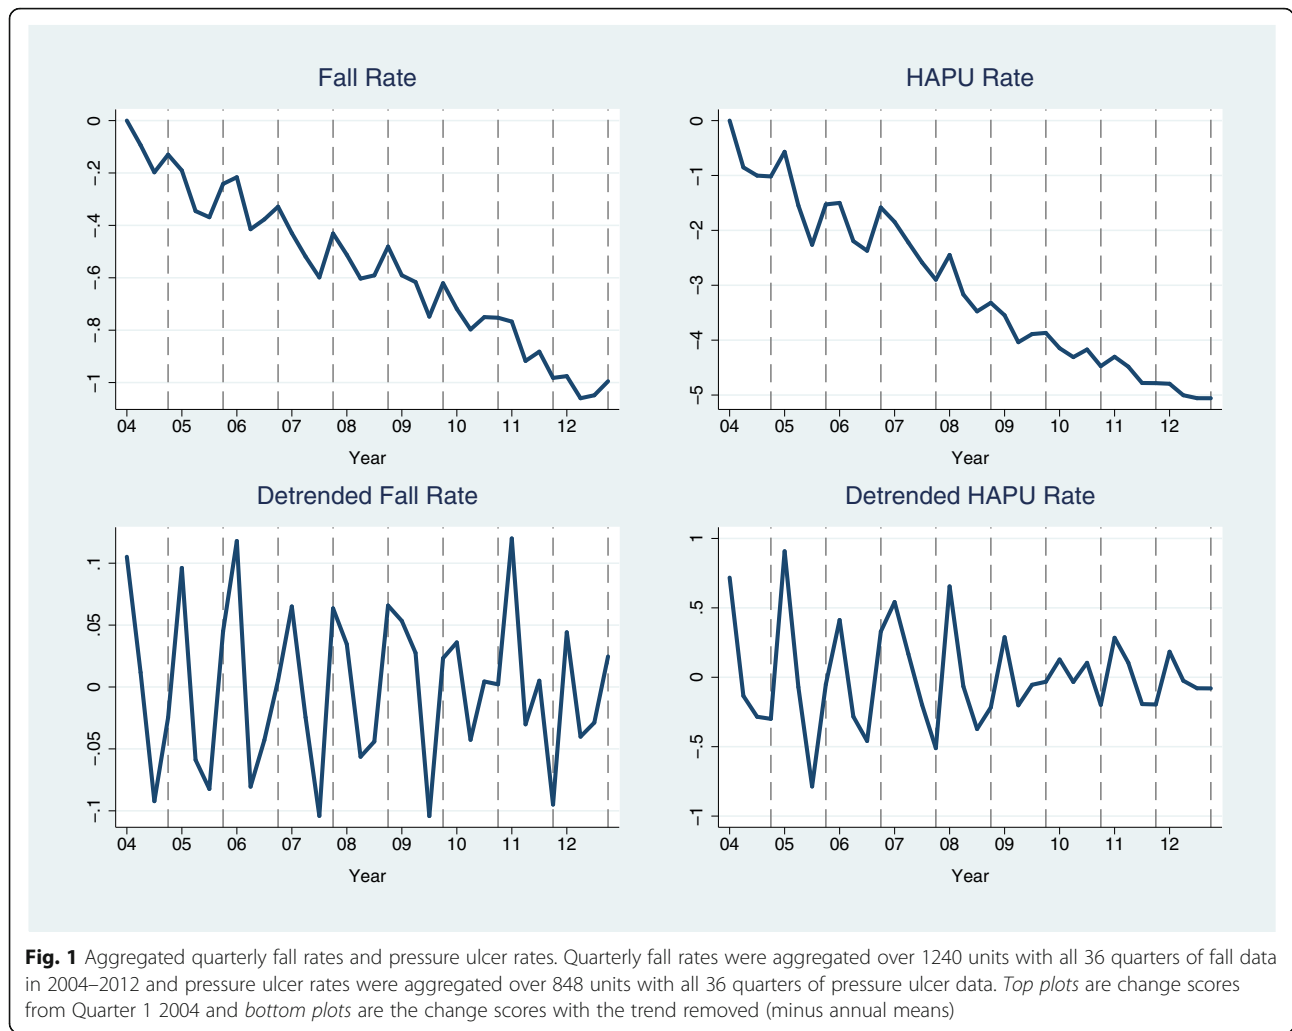 Fall Rate
0
-.2
-.4
-.6
-.8
-1
04 05 06 07 08 09 10 11 12
Year
HAPU Rate
0
-1
-2
-3
-4
-5
04 05 06 07 08 09 10 11 12
Year
Detrended Fall Rate
.1
.05
0
-.05
-.1
04 05 06 07 08 09 10 11 12
Year
Detrended HAPU Rate
1
.5
0
-.5
-1
04 05 06 07 08 09 10 11 12
Year
Fig. 1 Aggregated quarterly fall rates and pressure ulcer rates. Quarterly fall rates were aggregated over 1240 units with all 36 quarters of fall data
in 2004–2012 and pressure ulcer rates were aggregated over 848 units with all 36 quarters of pressure ulcer data. Top plots are change scores
from Quarter 1 2004 and bottom plots are the change scores with the trend removed (minus annual means)